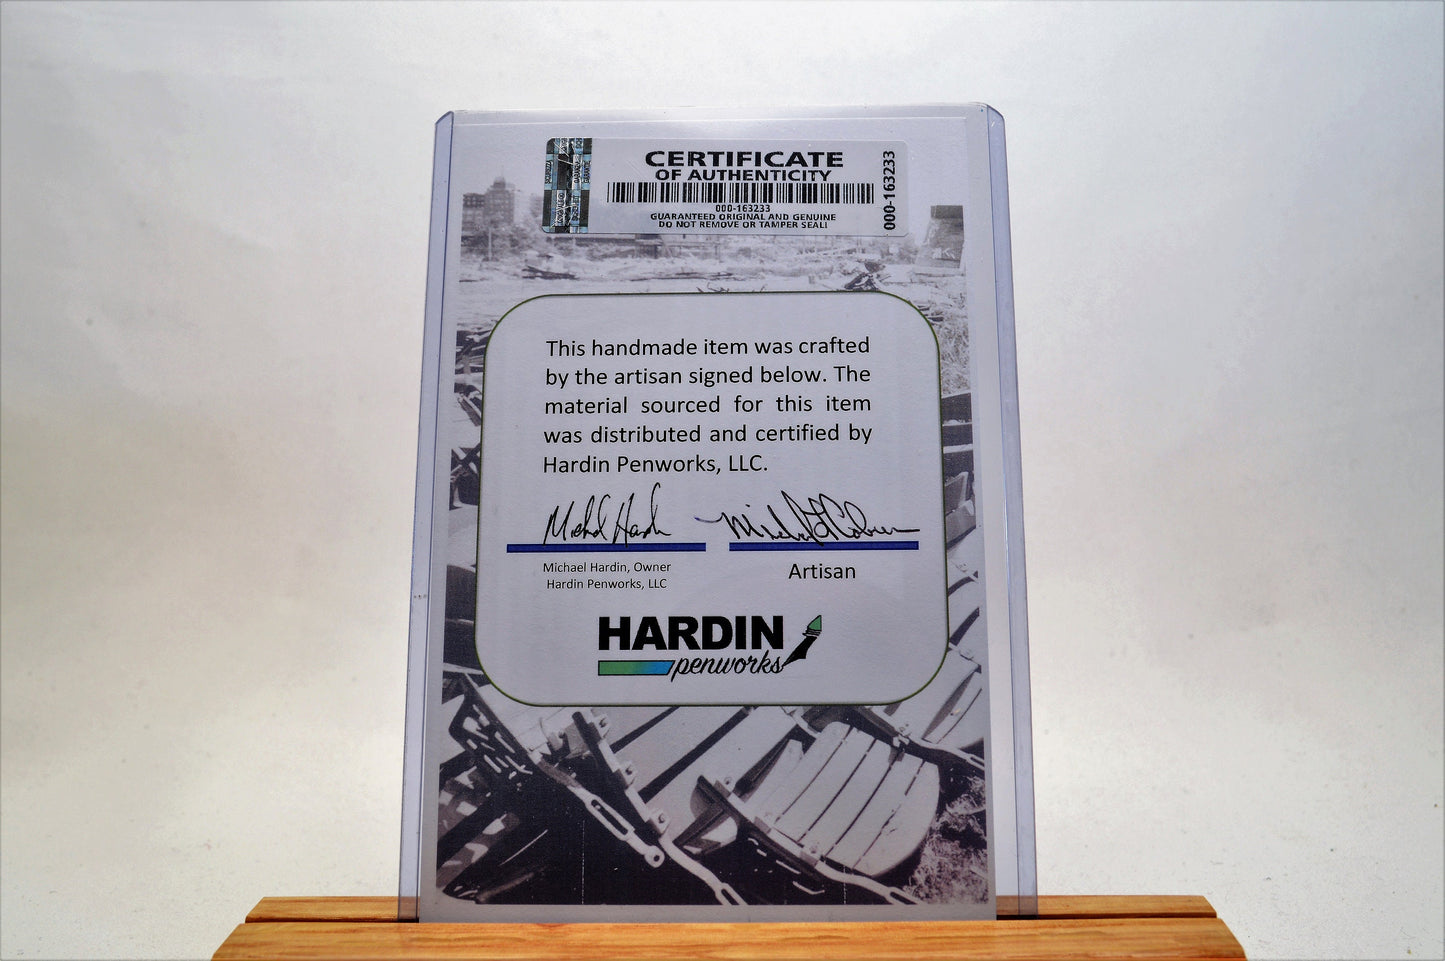 CERTIFICATE
OF AUTHENTICITY
000-163233
GUARANTEED ORIGINAL AND GENUINE
DO NOT REMOVE OR TAMPER SEAL!
000-163233
This handmade item was crafted
by the artisan signed below. The
material sourced for this item
was distributed and certified by
Hardin Penworks, LLC.
Michael Hardin, Owner
Hardin Penworks, LLC
Artisan
HARDIN
penworks